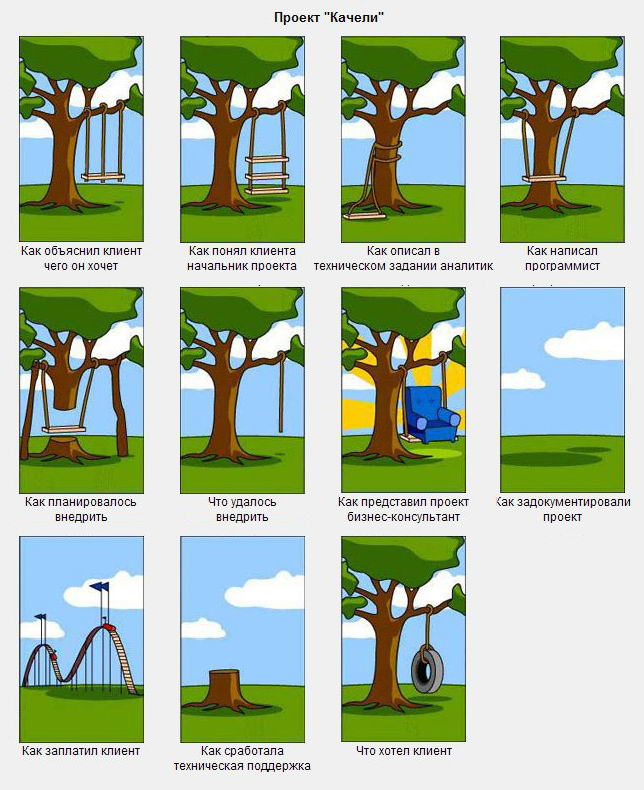 Проект "Качели"
Как объяснил клиент
чего он хочет
Как понял клиента
начальник проекта
Как описал в
техническом задании аналитик
Как написал
программист
Как планировалось
внедрить
Что удалось
внедрить
Как представил проект
бизнес-консультант
Как задокументировали
проект
Как заплатил клиент
Как сработала
техническая поддержка
Что хотел клиент